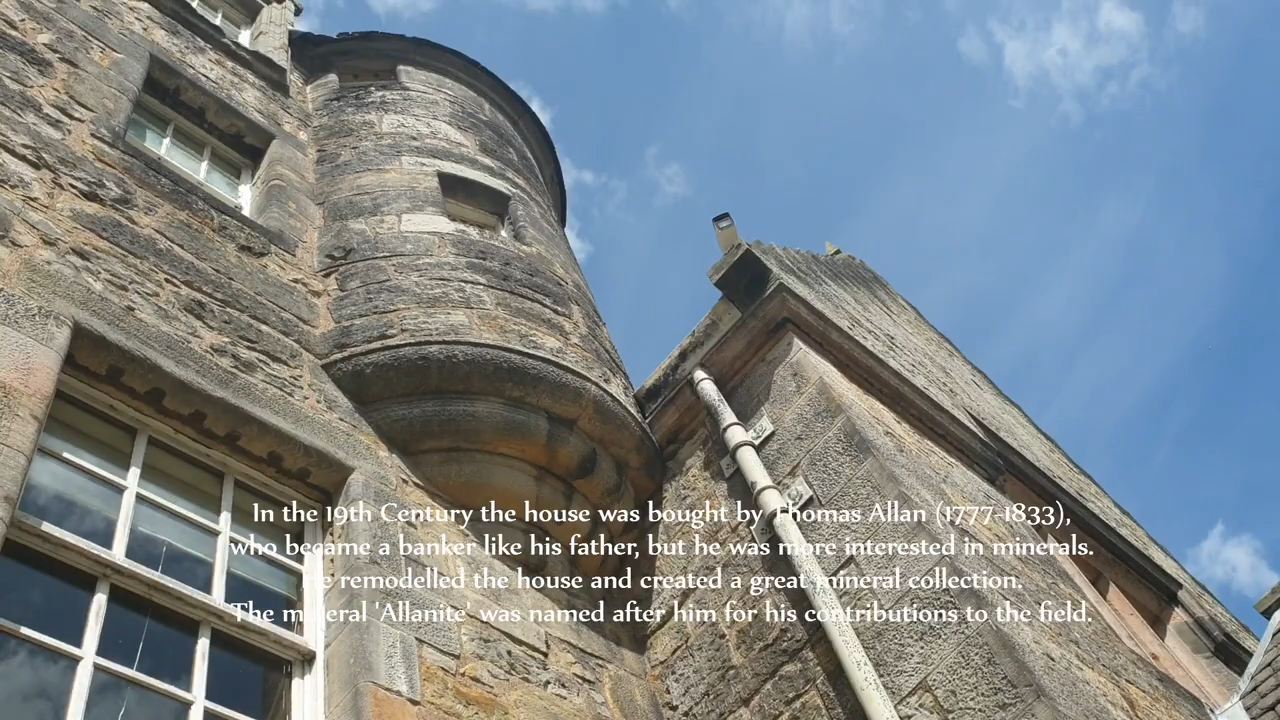 In the 19th Century the house was bought by Thomas Allan (1777-1833),
who became a banker like his father, but he was more interested in minerals.
He remodelled the house and created a great mineral collection.
The mineral 'Allanite' was named after him for his contributions to the field.